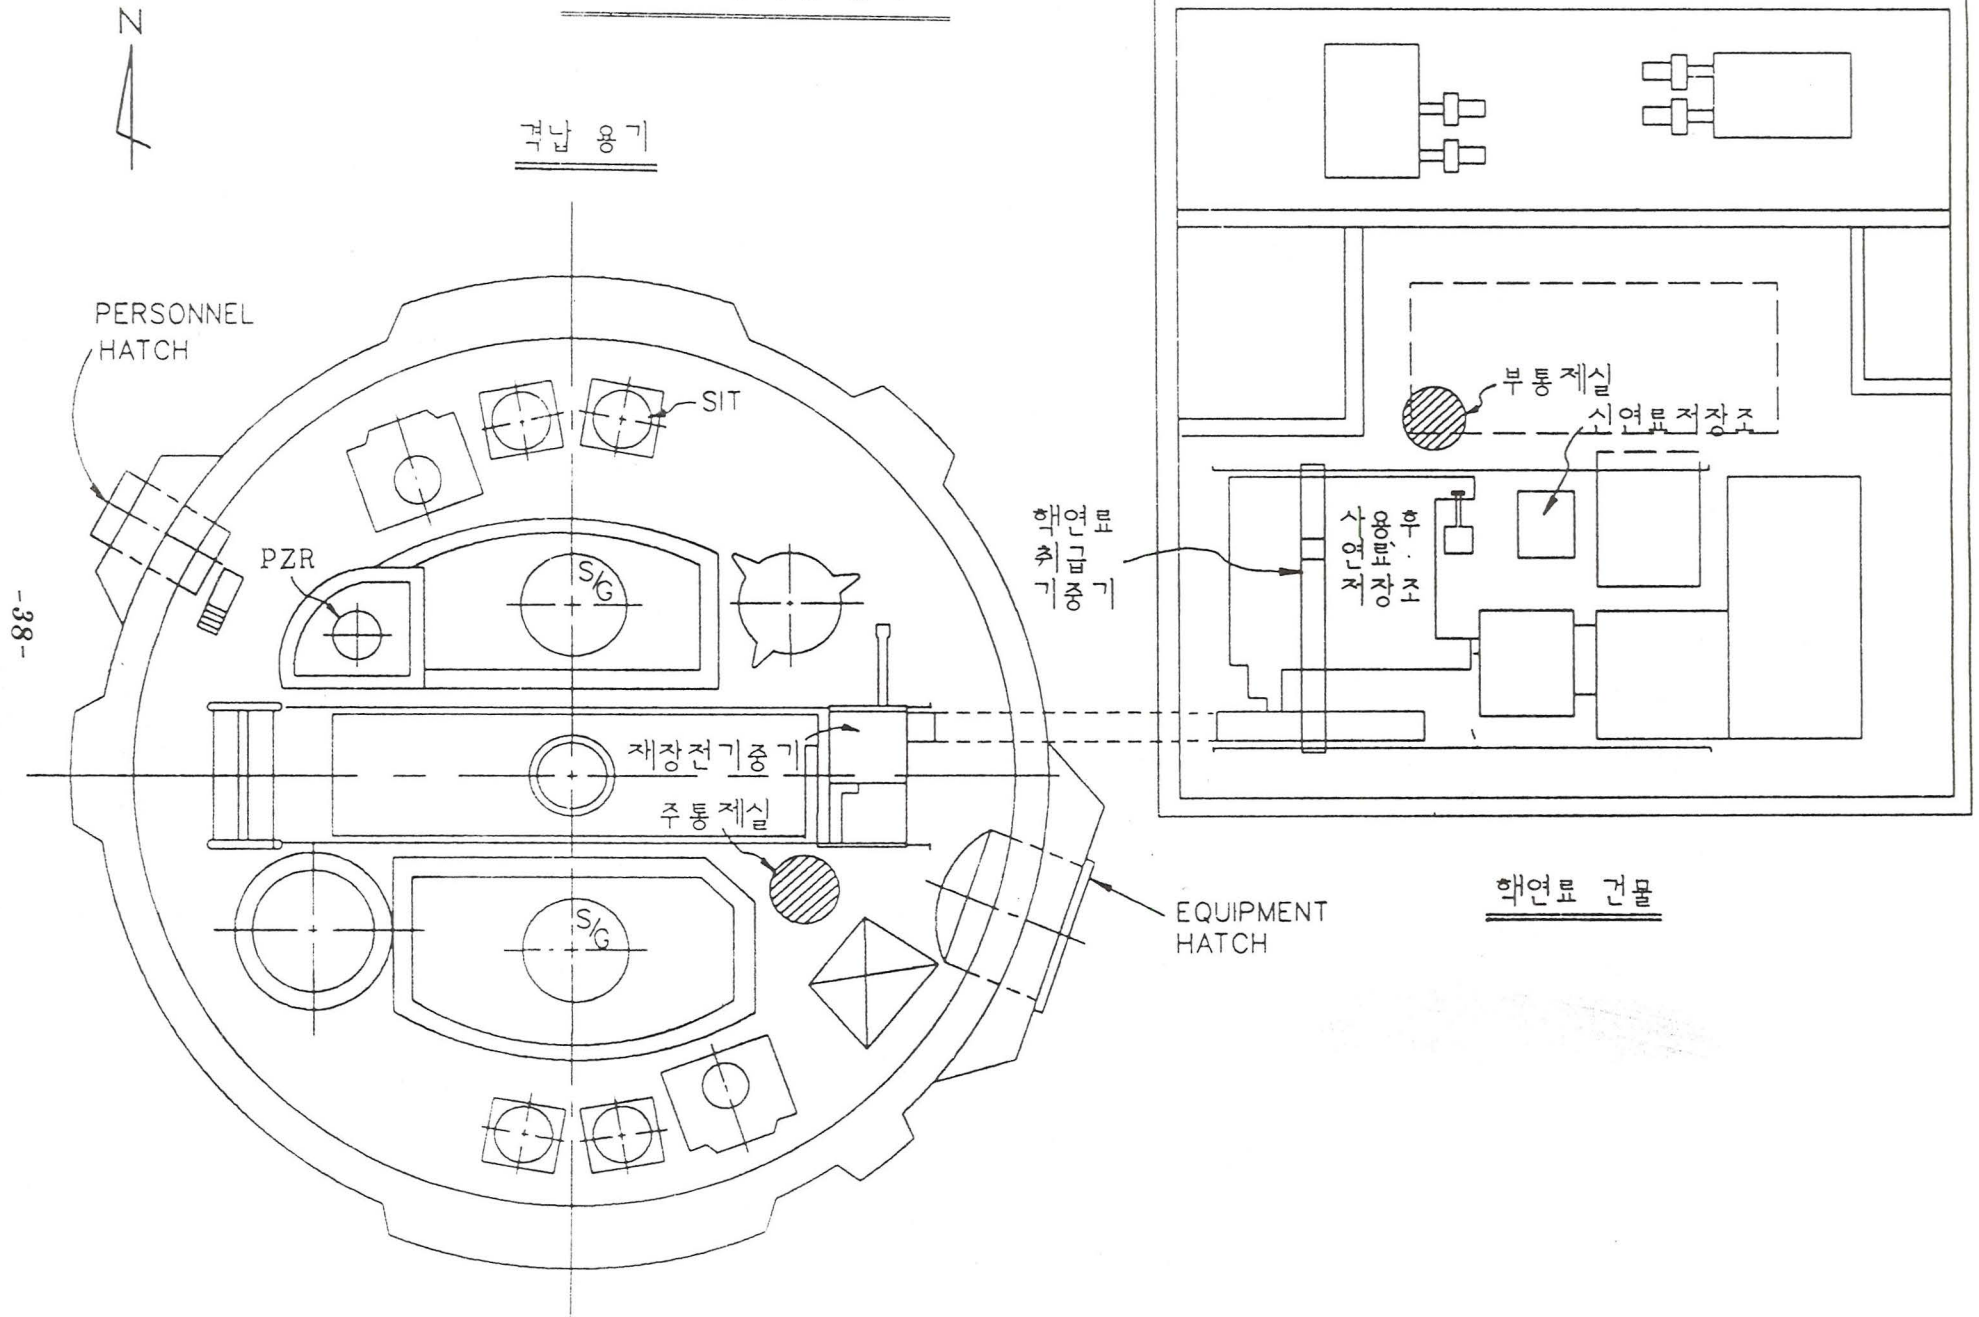 N
격납 용기
PERSONNEL
HATCH
SIT
PZR
S/G
재장전기중기
주통제실
S/G
EQUIPMENT
HATCH
부통제실
신연료저장조
핵연료
취급
기중기
사용후
연료
저장조
핵연료 건물
-38-